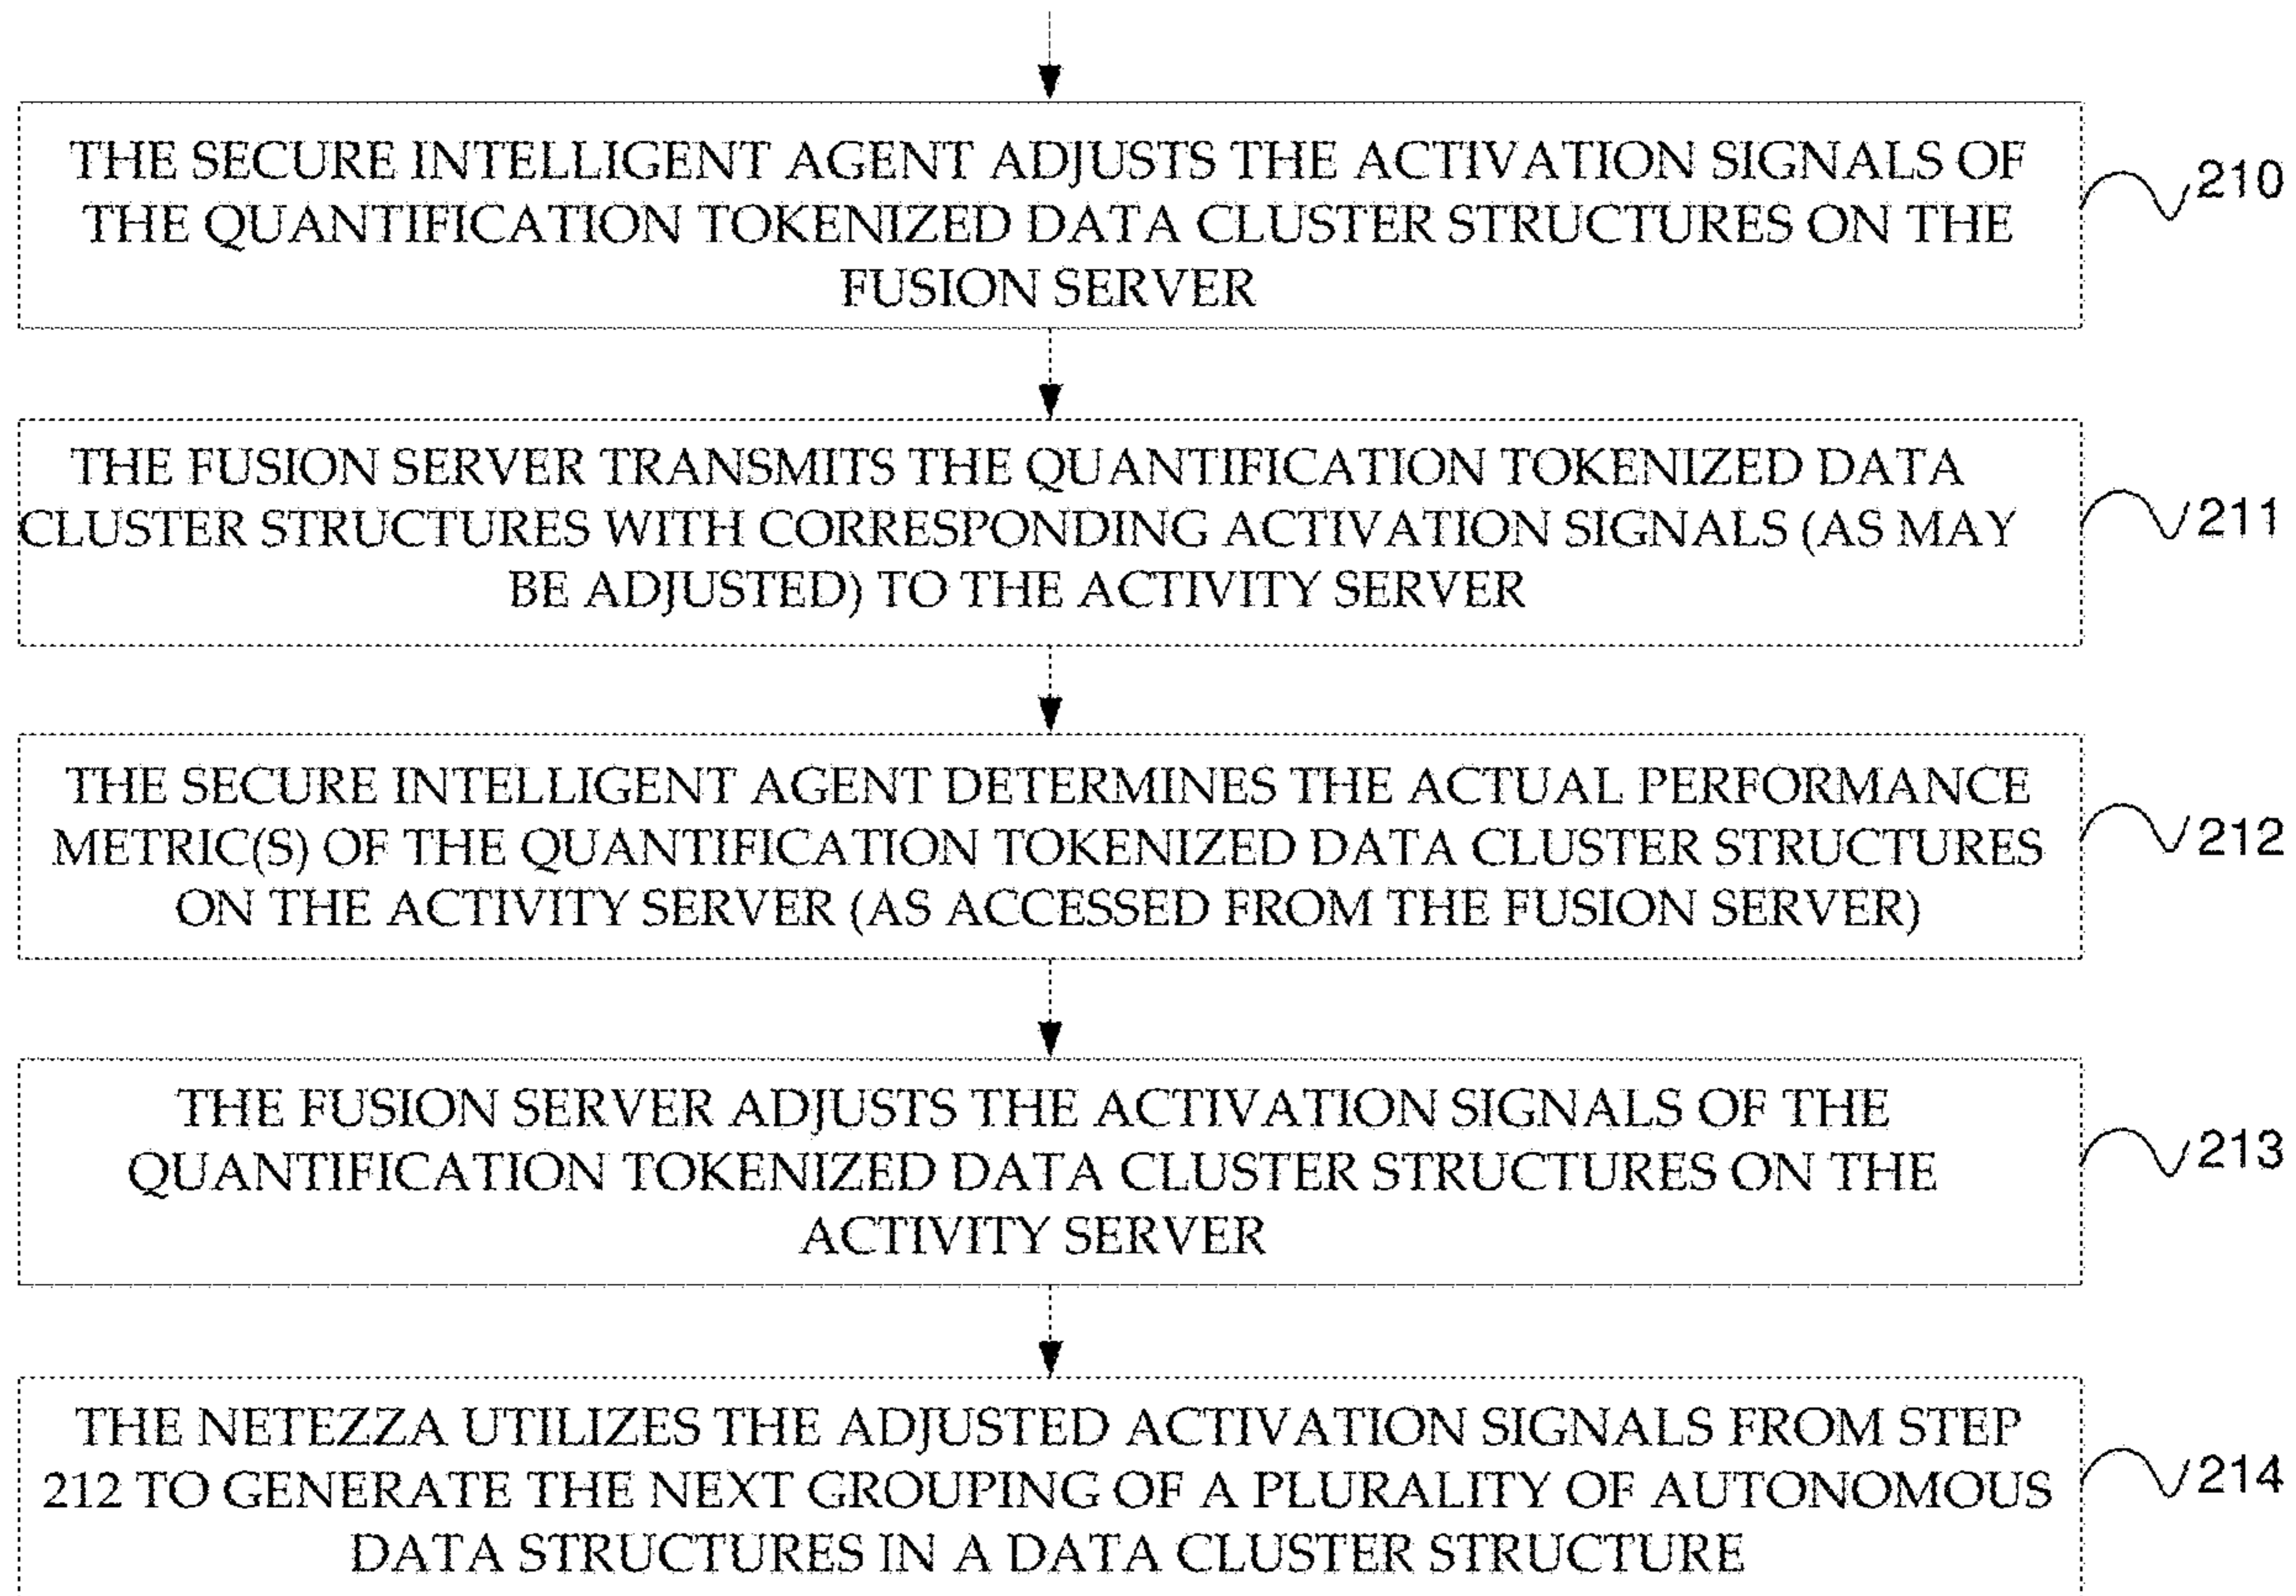 THE SECURE INTELLIGENT AGENT ADJUSTS THE ACTIVATION SIGNALS OF
THE QUANTIFICATION TOKENIZED DATA CLUSTER STRUCTURES ON THE
FUSION SERVER
210
THE FUSION SERVER TRANSMITS THE QUANTIFICATION TOKENIZED DATA
CLUSTER STRUCTURES WITH CORRESPONDING ACTIVATION SIGNALS (AS MAY
BE ADJUSTED) TO THE ACTIVITY SERVER
211
THE SECURE INTELLIGENT AGENT DETERMINES THE ACTUAL PERFORMANCE
METRIC(S) OF THE QUANTIFICATION TOKENIZED DATA CLUSTER STRUCTURES
ON THE ACTIVITY SERVER (AS ACCESSED FROM THE FUSION SERVER)
212
THE FUSION SERVER ADJUSTS THE ACTIVATION SIGNALS OF THE
QUANTIFICATION TOKENIZED DATA CLUSTER STRUCTURES ON THE
ACTIVITY SERVER
213
THE NETEZZA UTILIZES THE ADJUSTED ACTIVATION SIGNALS FROM STEP
212 TO GENERATE THE NEXT GROUPING OF A PLURALITY OF AUTONOMOUS
DATA STRUCTURES IN A DATA CLUSTER STRUCTURE
214